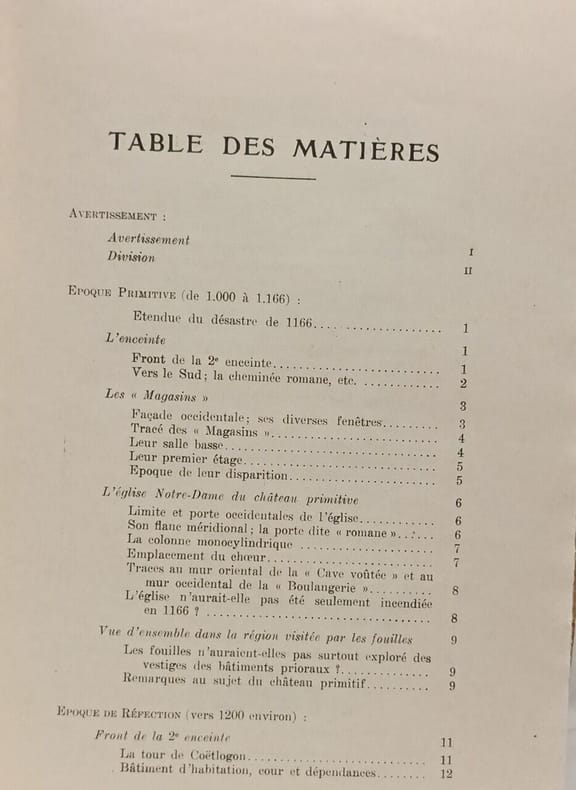 TABLE DES MATIÈRES
AVERTISSEMENT :
Avertissement I
Division II
EPOQUE PRIMITIVE (de 1.000 à 1.166) :
Etendue du désastre de 1166.................... 1
L'enceinte 1
Front de la 2e enceinte......................... 1
Vers le Sud; la cheminée romane, etc. ........... 2
Les « Magasins » 3
Façade occidentale; ses diverses fenêtres......... 3
Tracé des « Magasins ».......................... 4
Leur salle basse................................ 4
Leur premier étage.............................. 5
Epoque de leur disparition...................... 5
L'église Notre-Dame du château primitive 6
Limite et porte occidentales de l'église............ 6
Son flanc méridional; la porte dite « romane »...... 6
La colonne monocylindrique ..................... 7
Emplacement du chœur.......................... 7
Traces au mur oriental de la « Cave voûtée » et au
mur occidental de la « Boulangerie ».......... 8
L'église n'aurait-elle pas été seulement incendiée
en 1166 ? .................................. 8
Vue d'ensemble dans la région visitée par les fouilles 9
Les fouilles n'auraient-elles pas surtout exploré des
vestiges des bâtiments prioraux ?.............. 9
Remarques au sujet du château primitif.......... 9
EPOQUE DE RÉFECTION (vers 1200 environ) :
Front de la 2e enceinte 11
La tour de Coëtlogon............................ 11
Bâtiment d'habitation, cour et dépendances........ 12